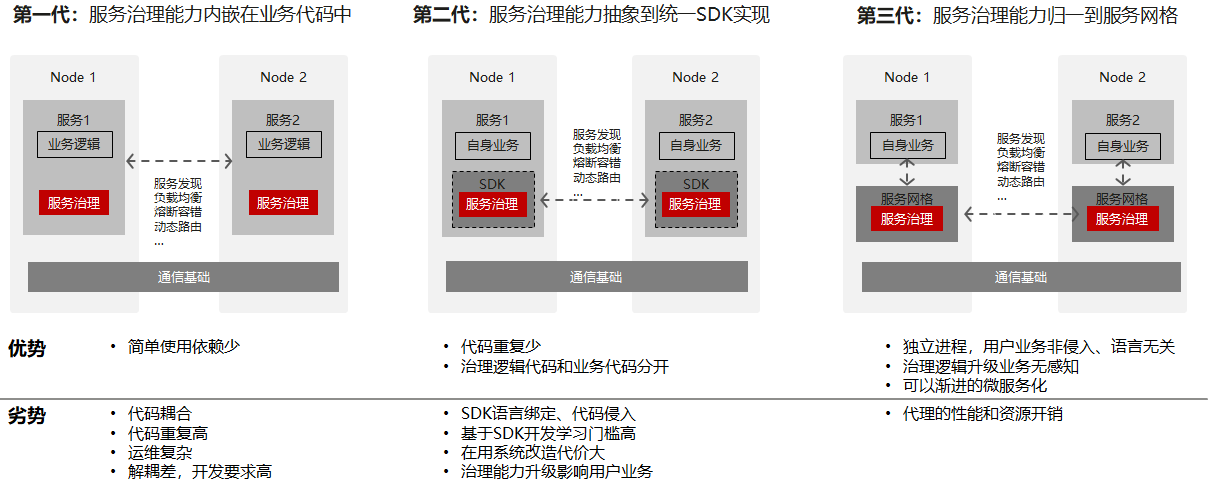 第一代：服务治理能力内嵌在业务代码中
Node 1
Node 2
服务1
业务逻辑
服务治理
服务2
业务逻辑
服务治理
服务发现
负载均衡
熔断容错
动态路由
...
通信基础
第二代：服务治理能力抽象到统一SDK实现
Node 1
Node 2
服务1
自身业务
SDK
服务治理
服务2
自身业务
SDK
服务治理
服务发现
负载均衡
熔断容错
动态路由
...
通信基础
第三代：服务治理能力归一到服务网格
Node 1
Node 2
服务1
自身业务
服务网格
服务治理
服务2
自身业务
服务网格
服务治理
服务发现
负载均衡
熔断容错
动态路由
...
通信基础
优势
• 简单使用依赖少
• 代码重复少
• 治理逻辑代码和业务代码分开
• 独立进程，用户业务非侵入、语言无关
• 治理逻辑升级业务无感知
• 可以渐进的微服务化
劣势
• 代码耦合
• 代码重复高
• 运维复杂
• 解耦差，开发要求高
• SDK语言绑定、代码侵入
• 基于SDK开发学习门槛高
• 在用系统改造代价大
• 治理能力升级影响用户业务
• 代理的性能和资源开销